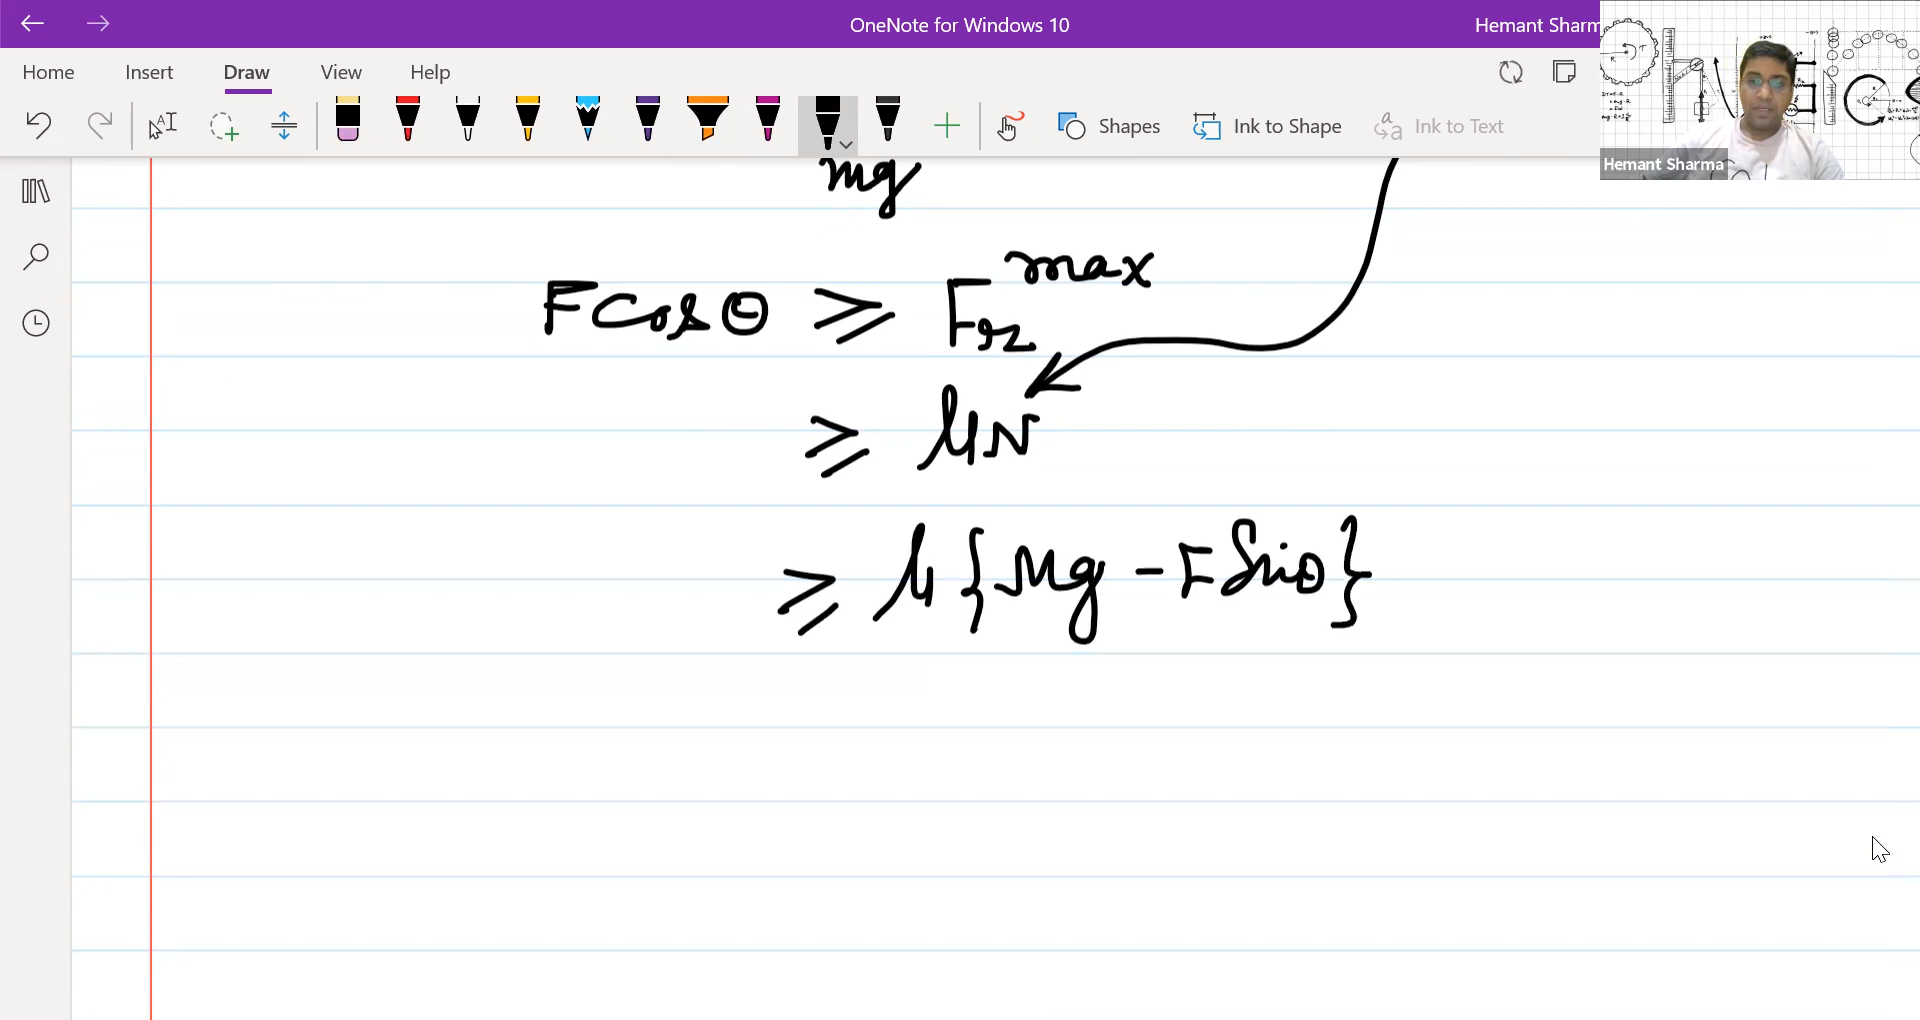 OneNote for Windows 10
Hemant Sharm
Home Insert Draw View Help
Shapes Ink to Shape Ink to Text
Hemant Sharma
mg
F Cos θ ≥ Fr max
≥ μN
≥ μ{Mg - F Sinθ}